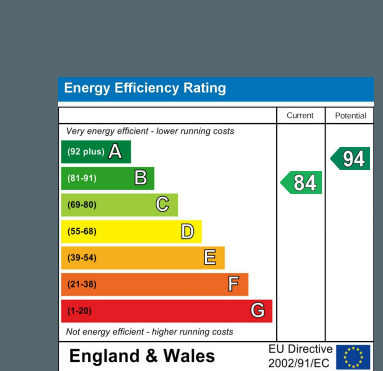 Energy Efficiency Rating
Current Potential
Very energy efficient - lower running costs
(92 plus) A
(81-91) B
(69-80) C
(55-68) D
(39-54) E
(21-38) F
(1-20) G
84
94
Not energy efficient - higher running costs
England & Wales
EU Directive
2002/91/EC